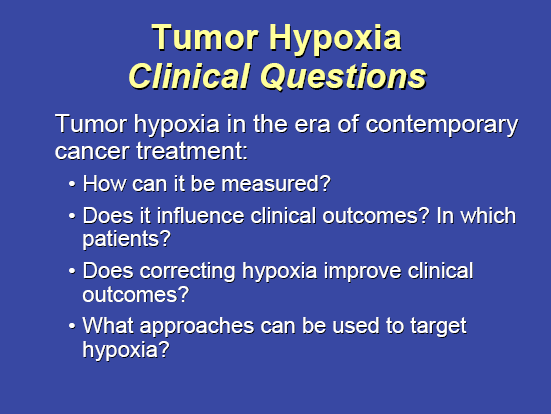 Tumor Hypoxia
Clinical Questions
Tumor hypoxia in the era of contemporary
cancer treatment:
• How can it be measured?
• Does it influence clinical outcomes? In which
patients?
• Does correcting hypoxia improve clinical
outcomes?
• What approaches can be used to target
hypoxia?